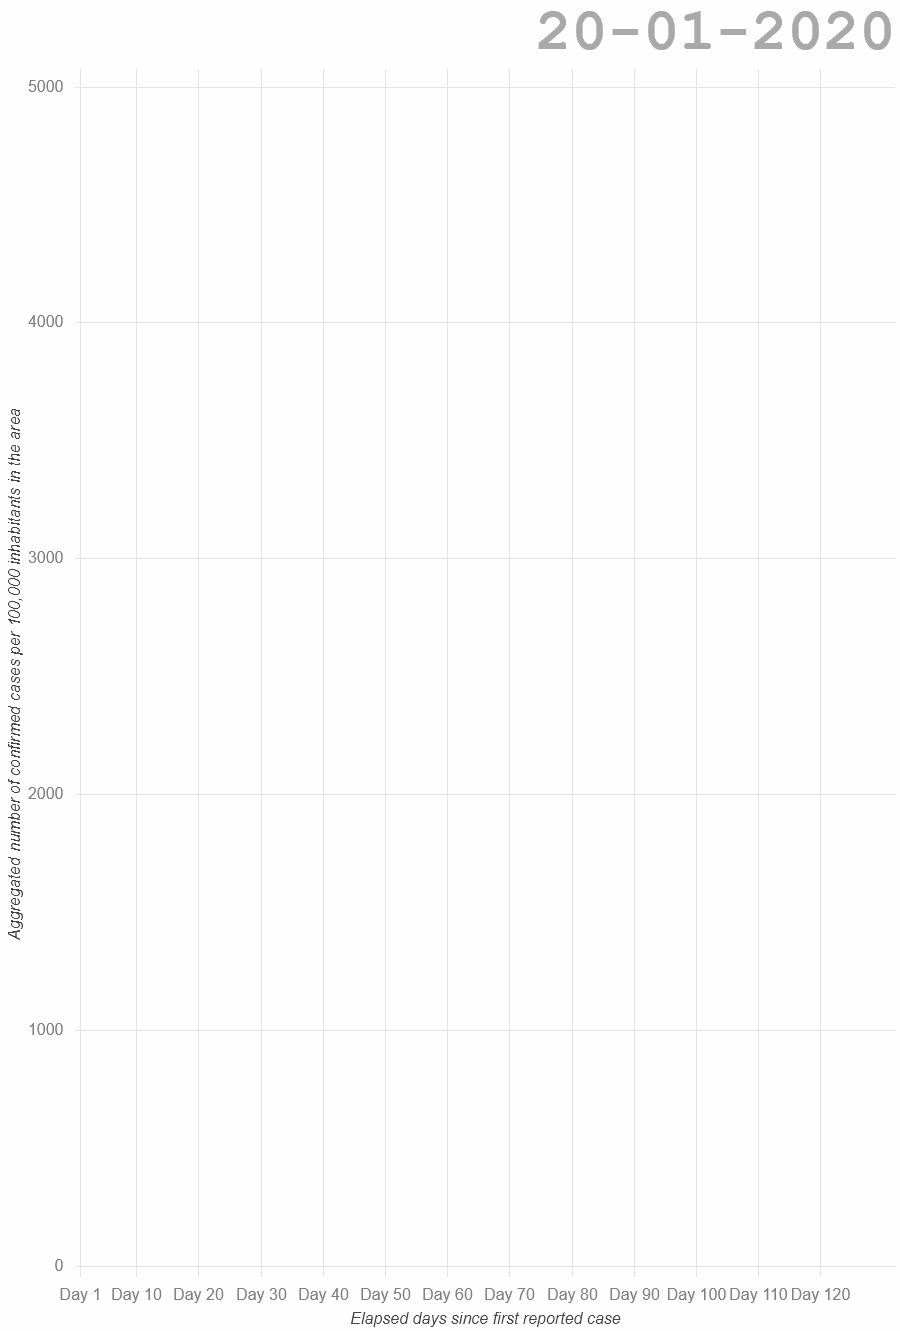 20-01-2020
5000
4000
3000
2000
1000
0
Aggregated number of confirmed cases per 100,000 inhabitants in the area
Day 1 Day 10 Day 20 Day 30 Day 40 Day 50 Day 60 Day 70 Day 80 Day 90 Day 100 Day 110 Day 120
Elapsed days since first reported case